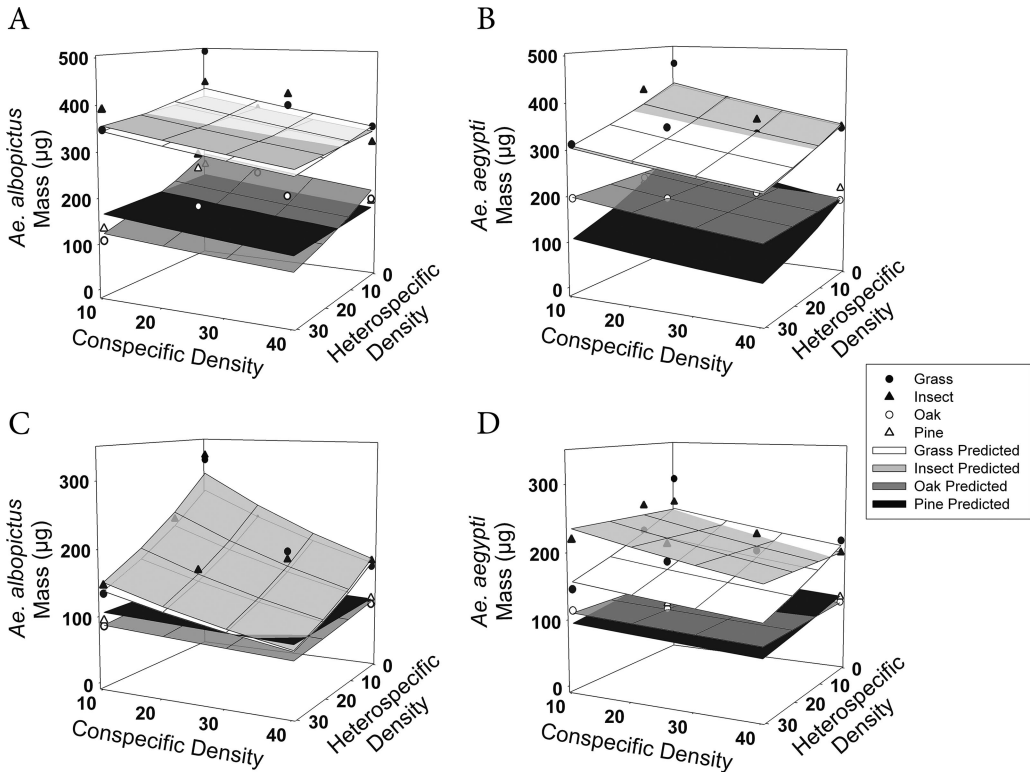 A
Ae. albopictus
Mass (µg)
500
400
300
200
100
0
10
20
30
40
Conspecific Density
30
20
10
0
Heterospecific
Density
B
Ae. aegypti
Mass (µg)
500
400
300
200
100
0
10
20
30
40
Conspecific Density
30
20
10
0
Heterospecific
Density
Grass
Insect
Oak
Pine
Grass Predicted
Insect Predicted
Oak Predicted
Pine Predicted
C
Ae. albopictus
Mass (µg)
300
200
100
0
10
20
30
40
Conspecific Density
30
20
10
0
Heterospecific
Density
D
Ae. aegypti
Mass (µg)
300
200
100
0
10
20
30
40
Conspecific Density
30
20
10
0
Heterospecific
Density